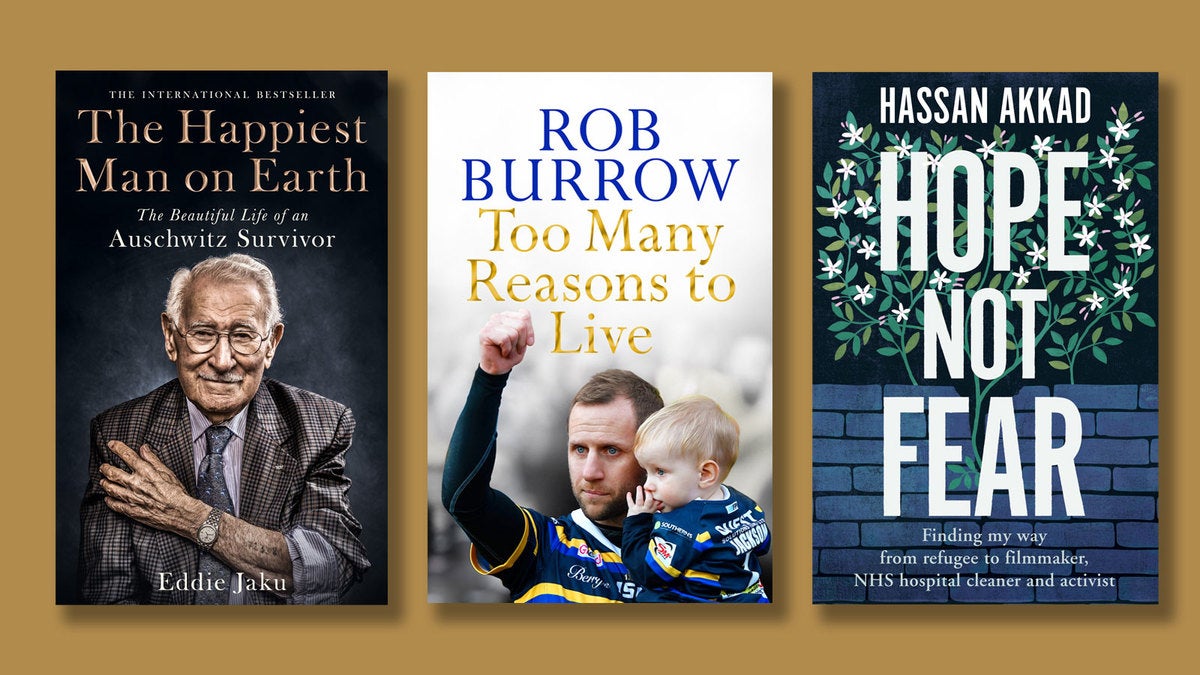 THE INTERNATIONAL BESTSELLER
The Happiest
Man on Earth
The Beautiful Life of an
Auschwitz Survivor
Eddie Jaku
ROB
BURROW
Too Many
Reasons to
Live
SOUTHERNS
JACKSON
HASSAN AKKAD
HOPE
NOT
FEAR
Finding my way
from refugee to filmmaker,
NHS hospital cleaner and activist